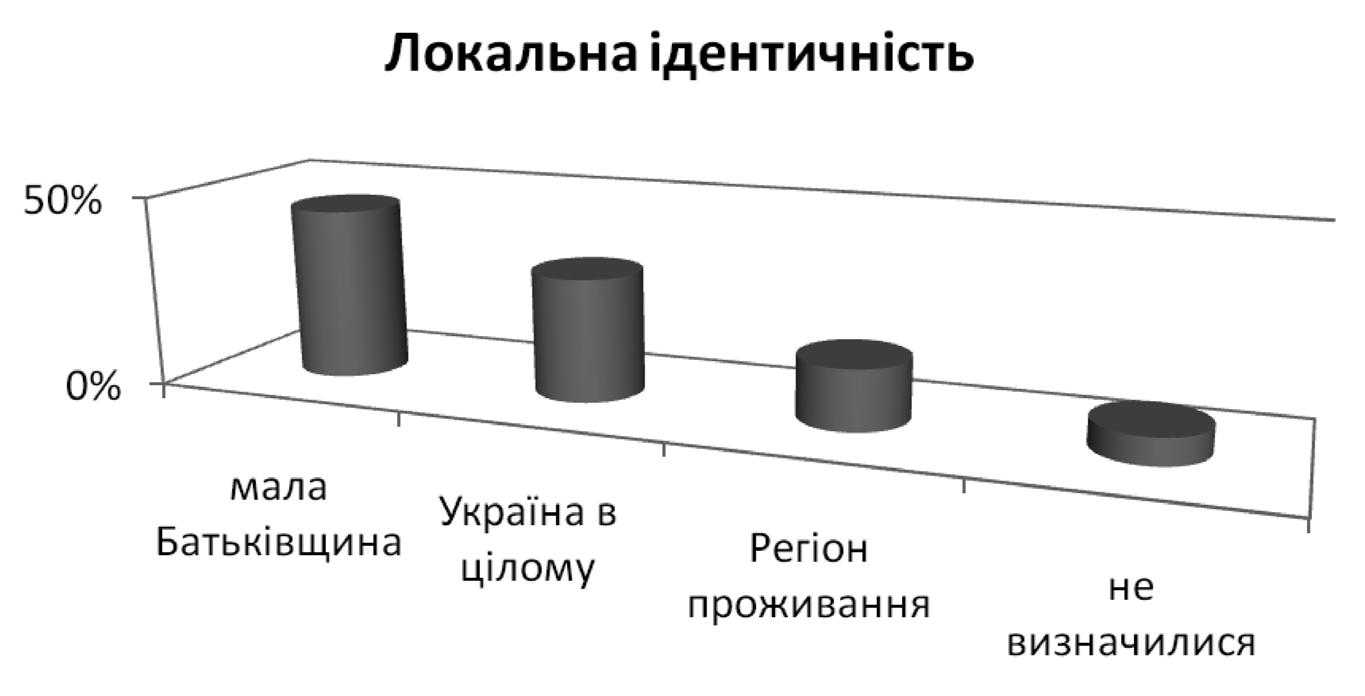 Локальна ідентичність
50%
0%
мала
Батьківщина
Україна в
цілому
Регіон
проживання
не
визначилися